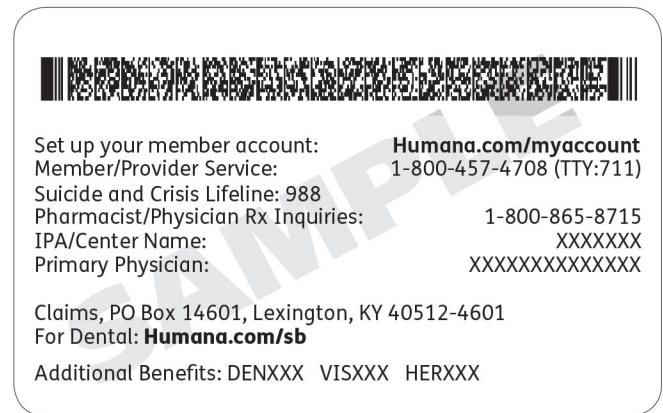 Set up your member account: Humana.com/myaccount
Member/Provider Service: 1-800-457-4708 (TTY:711)
Suicide and Crisis Lifeline: 988
Pharmacist/Physician Rx Inquiries: 1-800-865-8715
IPA/Center Name: XXXXXXX
Primary Physician: XXXXXXXXXXXXXX
Claims, PO Box 14601, Lexington, KY 40512-4601
For Dental: Humana.com/sb
Additional Benefits: DENXXX VISXXX HERXXX
SAMPLE